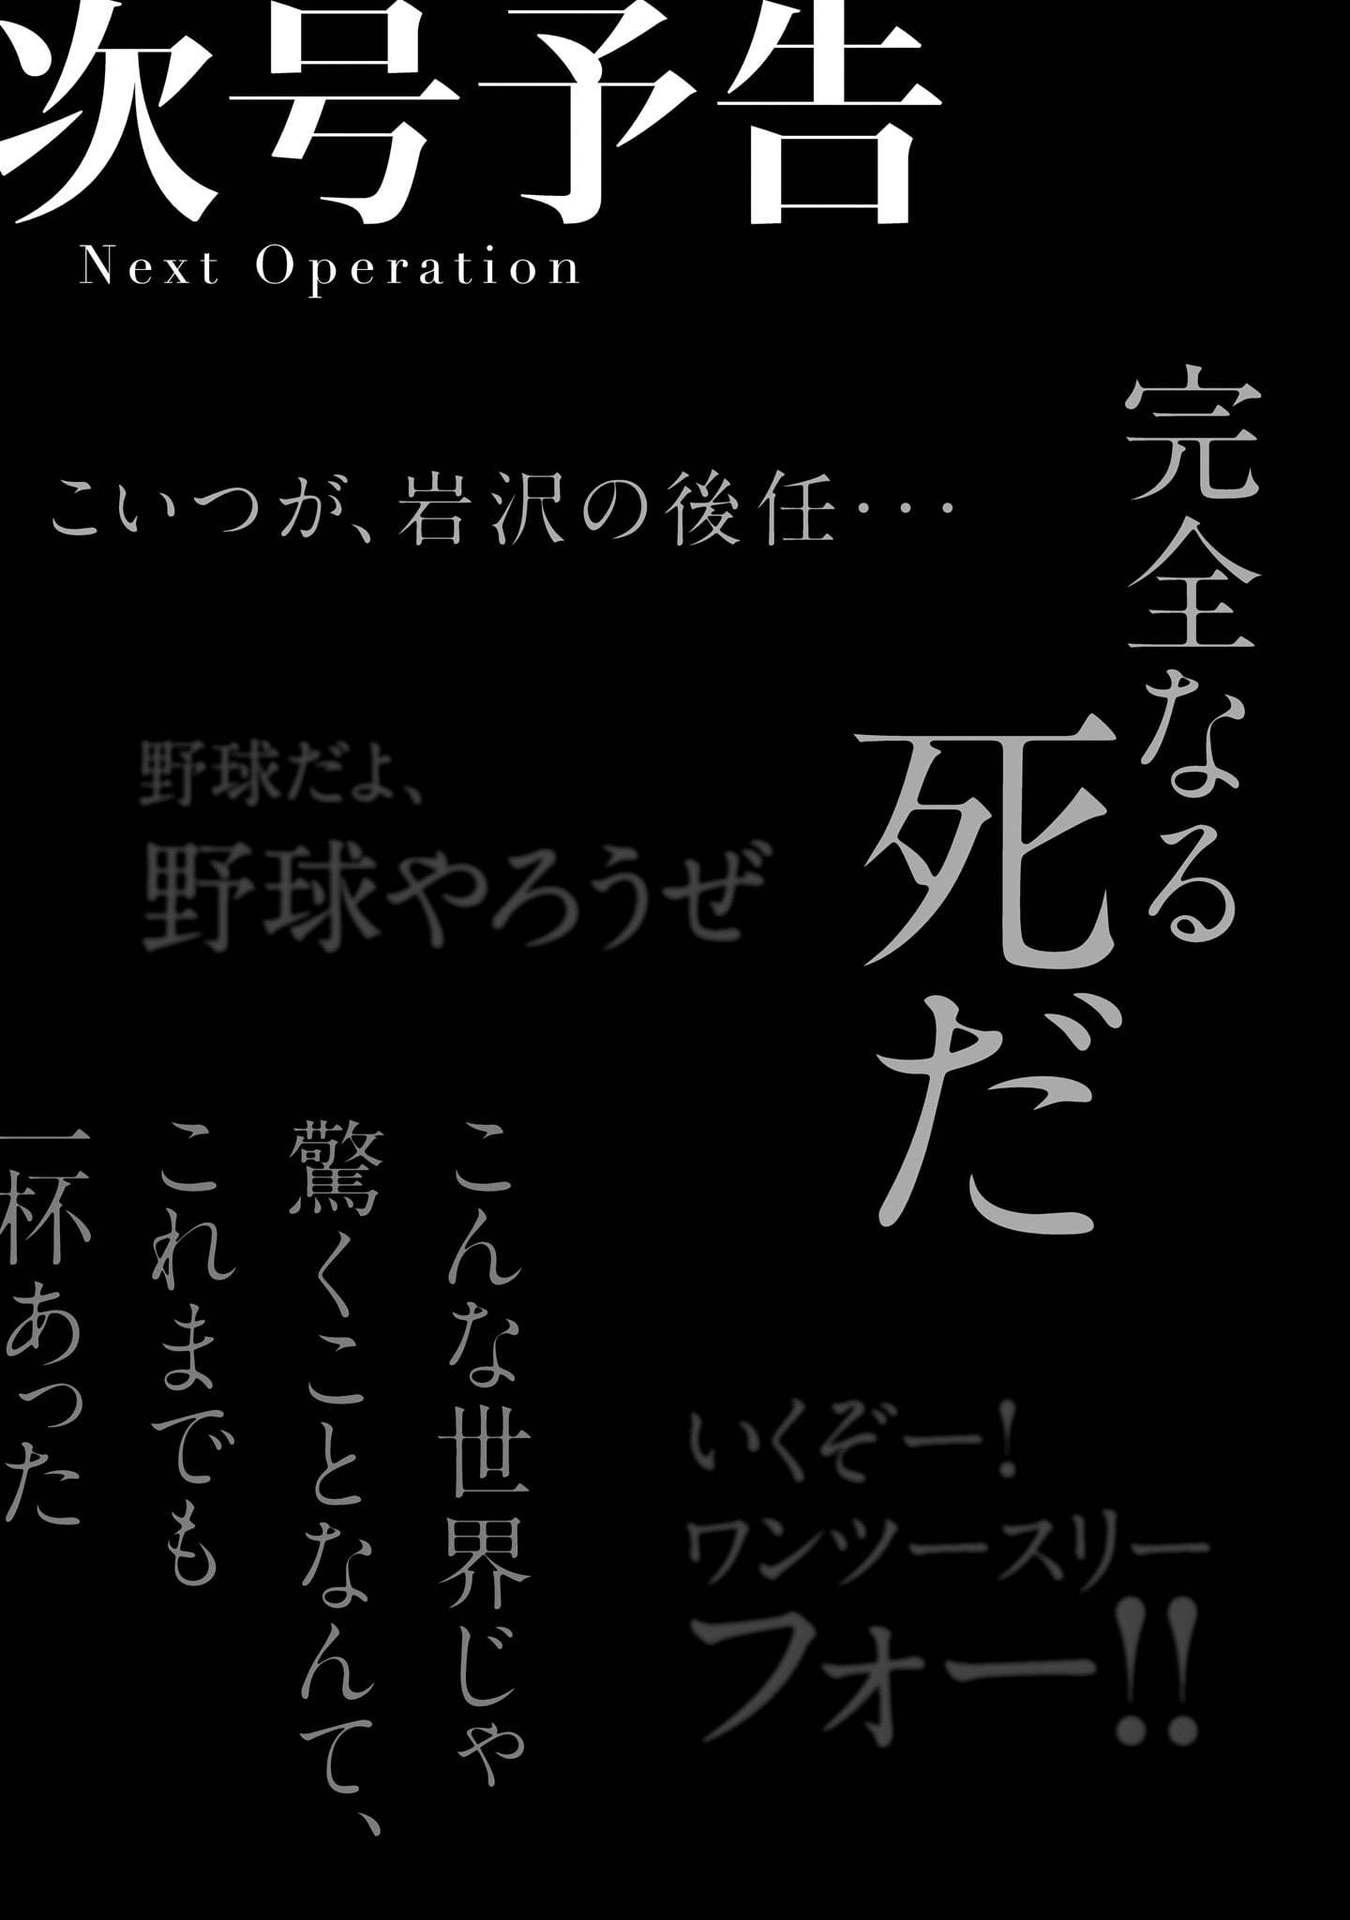 次号予告
Next Operation
完全なる
死だ
こいつが、岩沢の後任・・・
野球だよ、
野球やろうぜ
いくぞー!
ワンツースリー
フォー!!
こんな世界じゃ
驚くことなんて、
これまでも
一杯あった